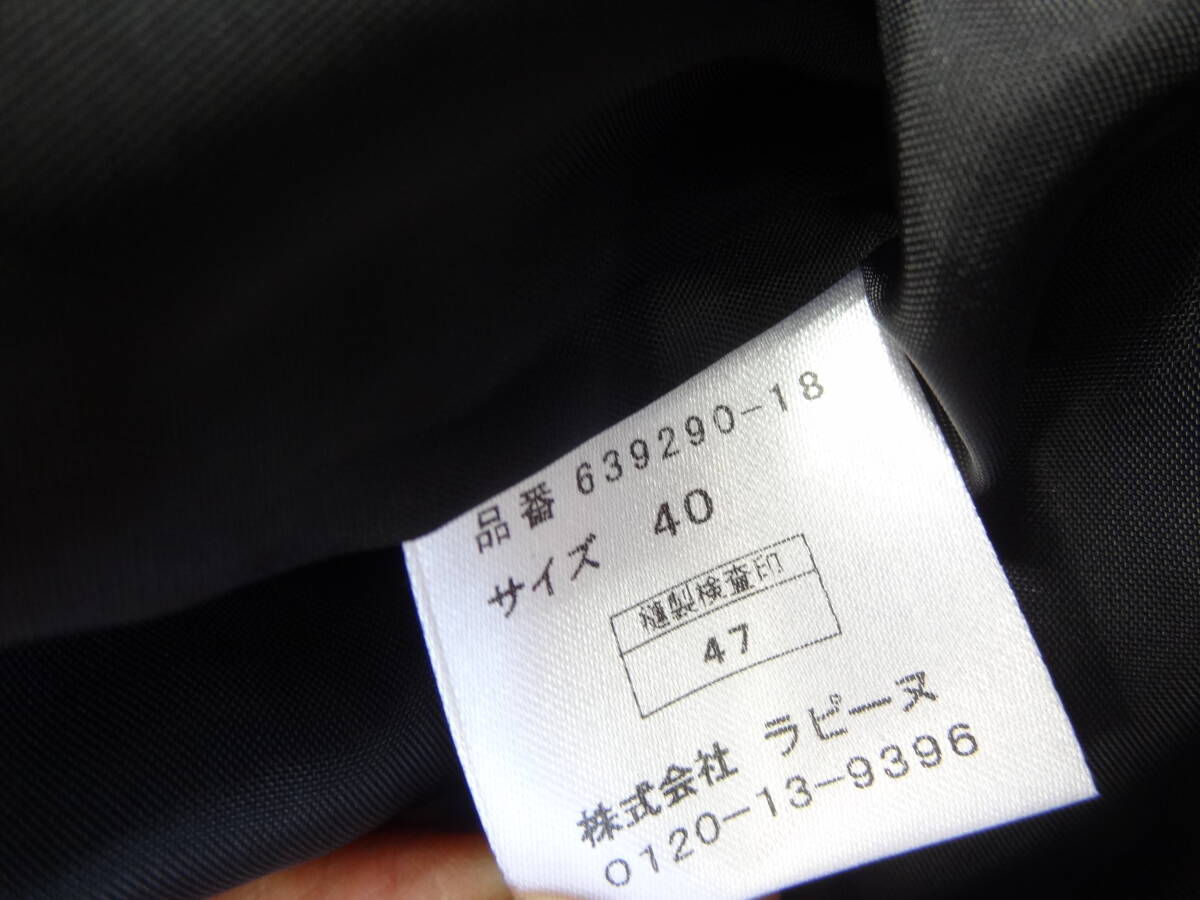 品番 639290-18
サイズ 40
縫製検査印
47
株式会社 ラピーヌ
0120-13-9396